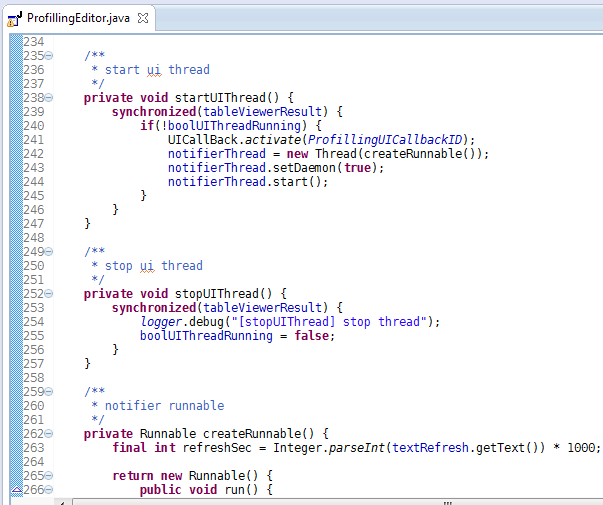 ProfillingEditor.java
234
235 /**
236 * start ui thread
237 */
238 private void startUIThread() {
239 synchronized(tableViewerResult) {
240 if(!boolUIThreadRunning) {
241 UICallBack.activate(ProfillingUICallbackID);
242 notifierThread = new Thread(createRunnable());
243 notifierThread.setDaemon(true);
244 notifierThread.start();
245 }
246 }
247 }
248
249 /**
250 * stop ui thread
251 */
252 private void stopUIThread() {
253 synchronized(tableViewerResult) {
254 logger.debug("[stopUIThread] stop thread");
255 boolUIThreadRunning = false;
256 }
257 }
258
259 /**
260 * notifier runnable
261 */
262 private Runnable createRunnable() {
263 final int refreshSec = Integer.parseInt(textRefresh.getText()) * 1000;
264
265 return new Runnable() {
266 public void run() {